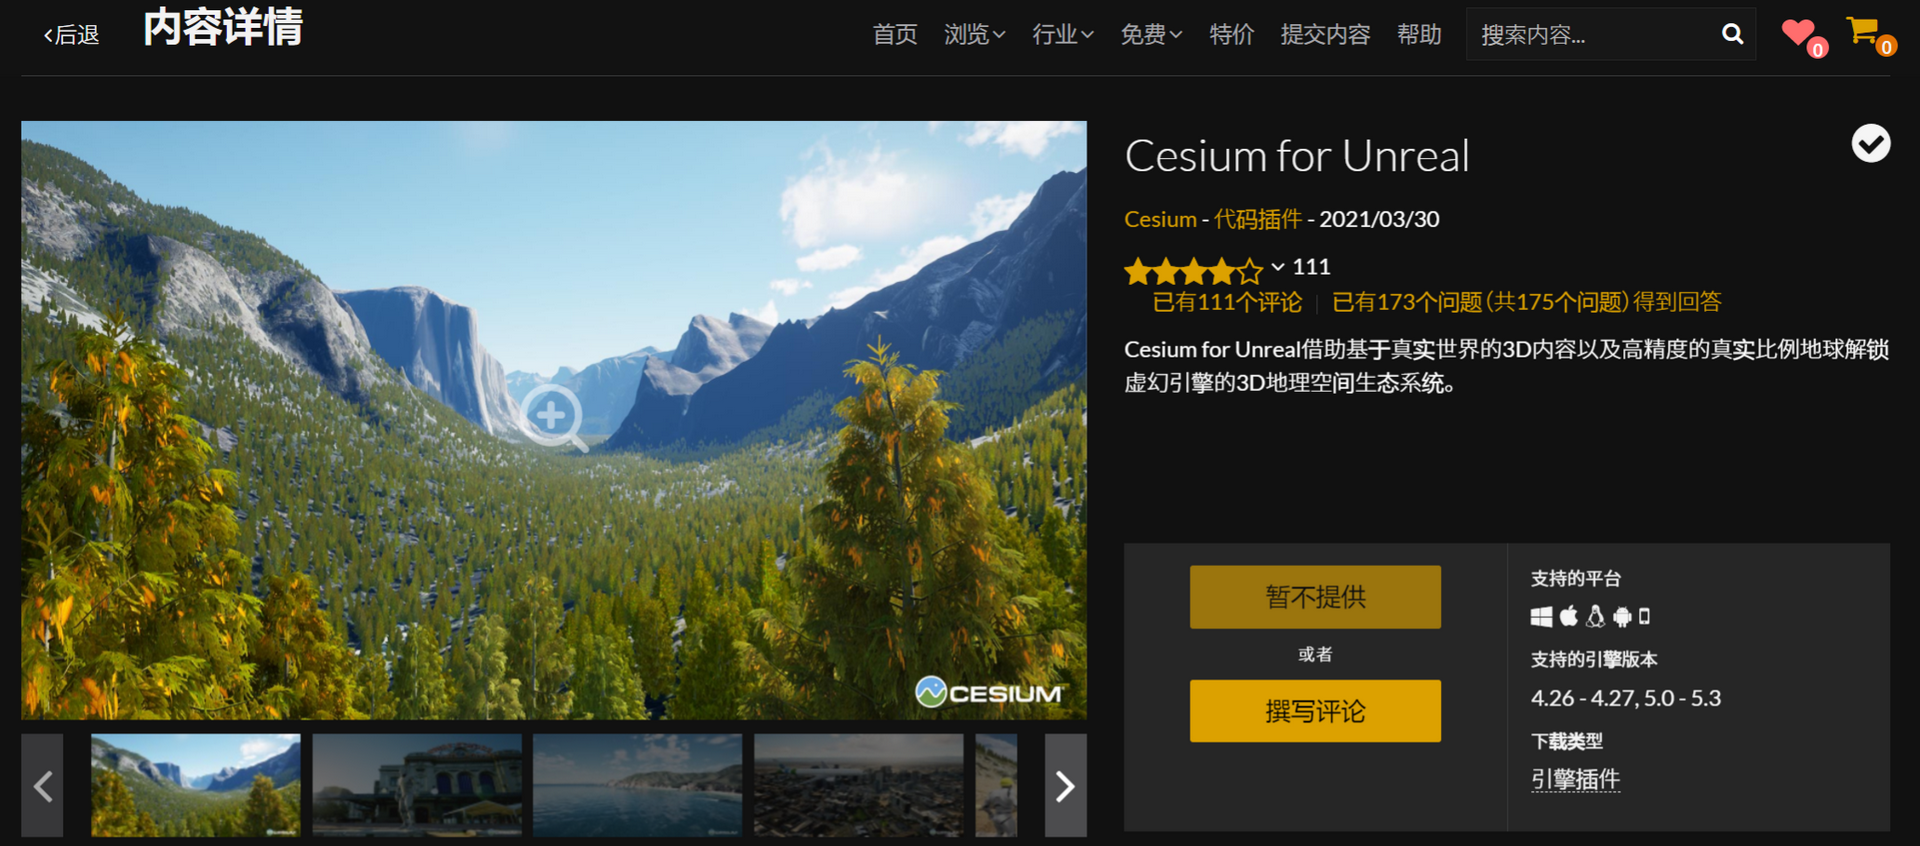 后退
内容详情
首页 浏览 行业 免费 特价 提交内容 帮助 搜索内容... 0 0
Cesium for Unreal
Cesium - 代码插件 - 2021/03/30
111
已有111个评论 | 已有173个问题(共175个问题)得到回答
Cesium for Unreal借助基于真实世界的3D内容以及高精度的真实比例地球解锁
虚幻引擎的3D地理空间生态系统。
CESIUM
暂不提供
或者
撰写评论
支持的平台
支持的引擎版本
4.26 - 4.27, 5.0 - 5.3
下载类型
引擎插件